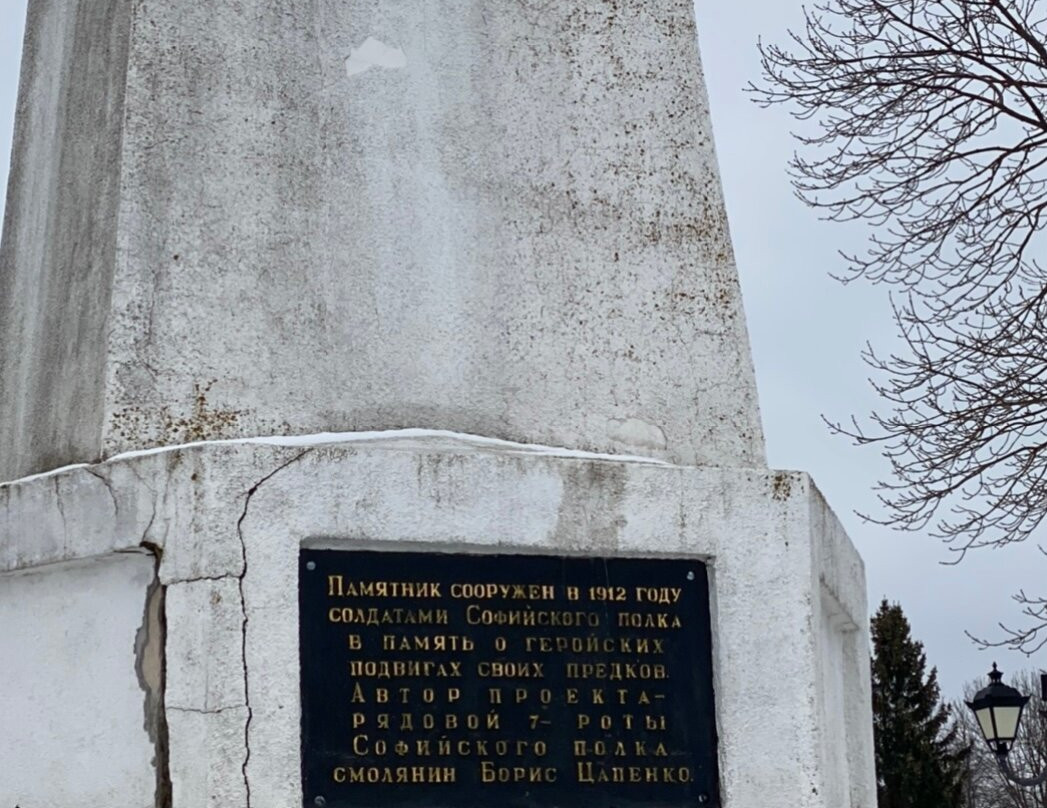 Памятник сооружен в 1912 году
солдатами Софийского полка
в память о геройских
подвигах своих предков.
Автор проекта-
рядовой 7- роты
Софийского полка
смолянин Борис Цапенко.